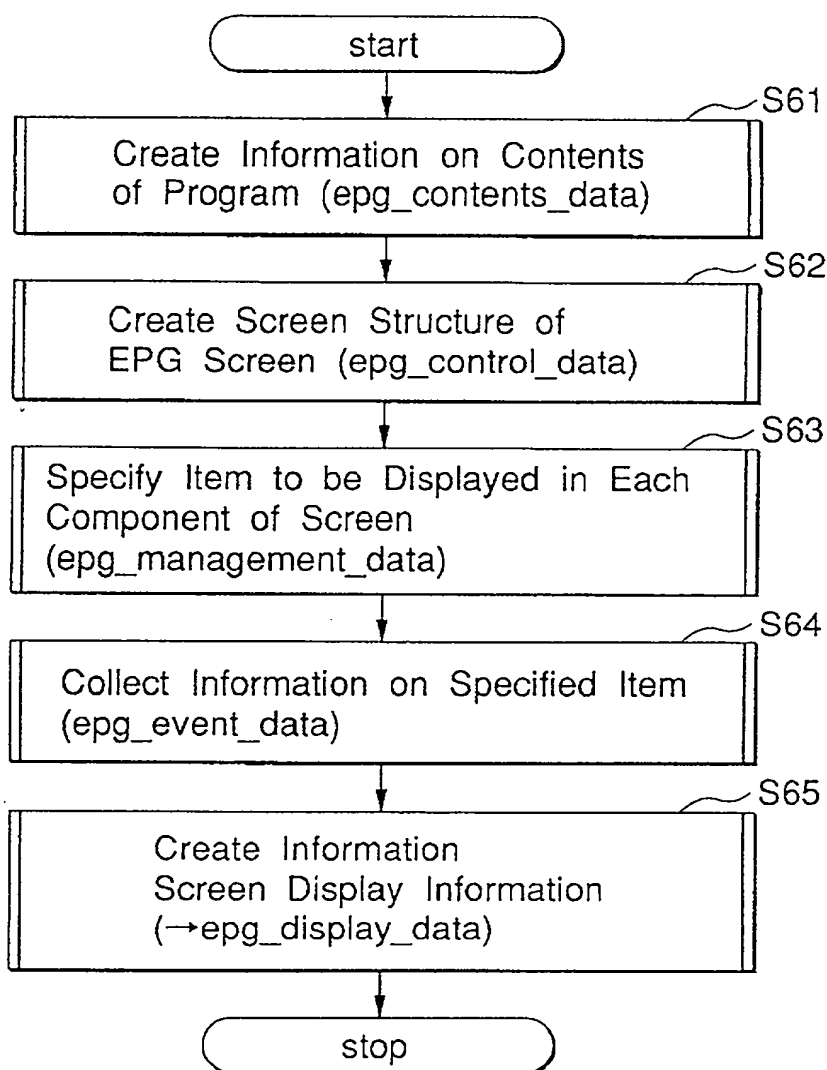 start
S61
Create Information on Contents
of Program (epg_contents_data)
S62
Create Screen Structure of
EPG Screen (epg_control_data)
S63
Specify Item to be Displayed in Each
Component of Screen
(epg_management_data)
S64
Collect Information on Specified Item
(epg_event_data)
S65
Create Information
Screen Display Information
(→epg_display_data)
stop